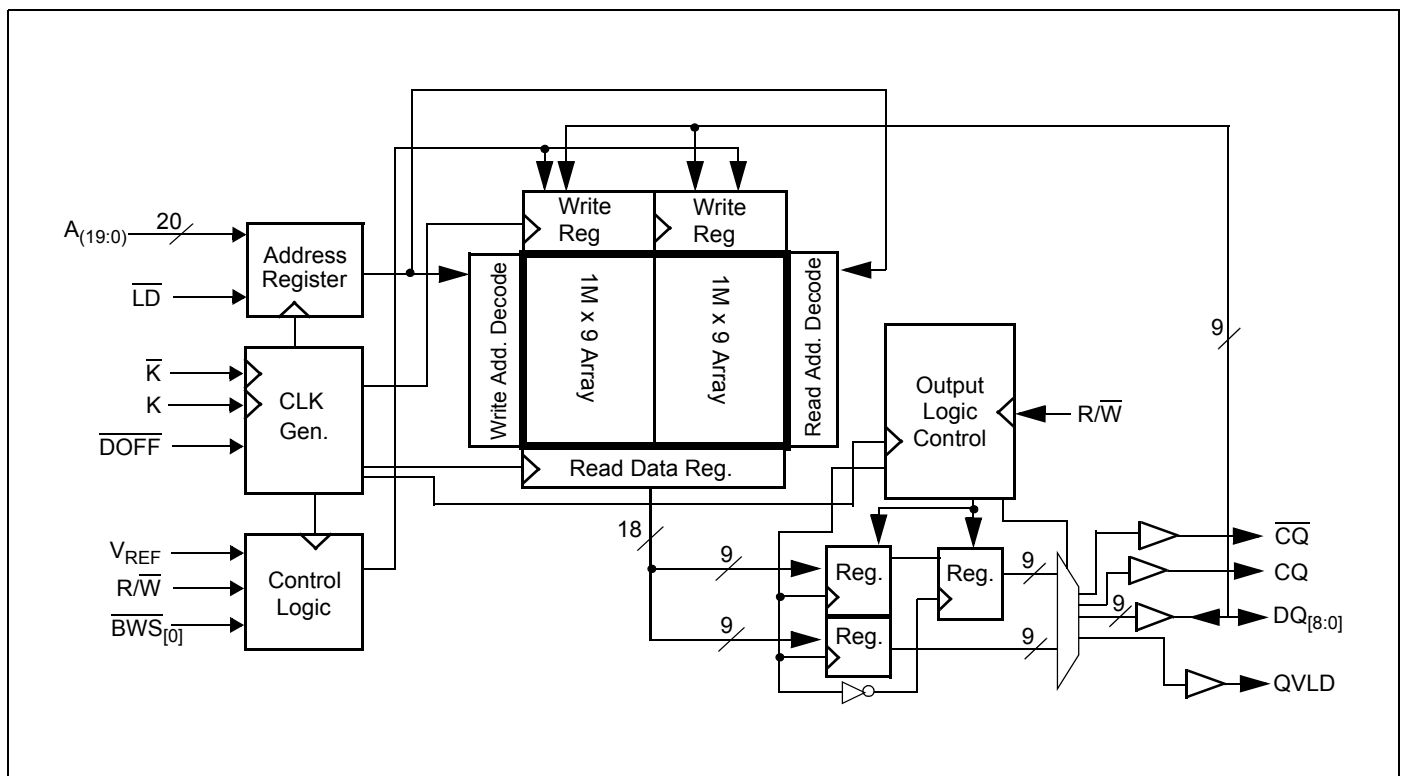 A(19:0)
20
LD
Address
Register
K
K
DOFF
CLK
Gen.
VREF
R/W
BWS[0]
Control
Logic
Write
Reg
Write
Reg
Write Add. Decode
1M x 9 Array
1M x 9 Array
Read Add. Decode
Read Data Reg.
18
9
9
Output
Logic
Control
R/W
9
Reg.
Reg.
Reg.
9
9
9
CQ
CQ
DQ[8:0]
QVLD